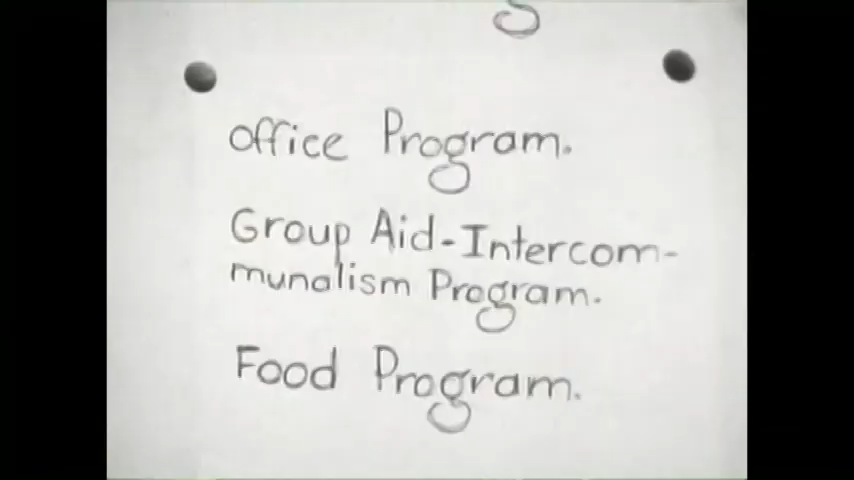 office Program.
Group Aid-Intercom-
munalism Program.
Food Program.